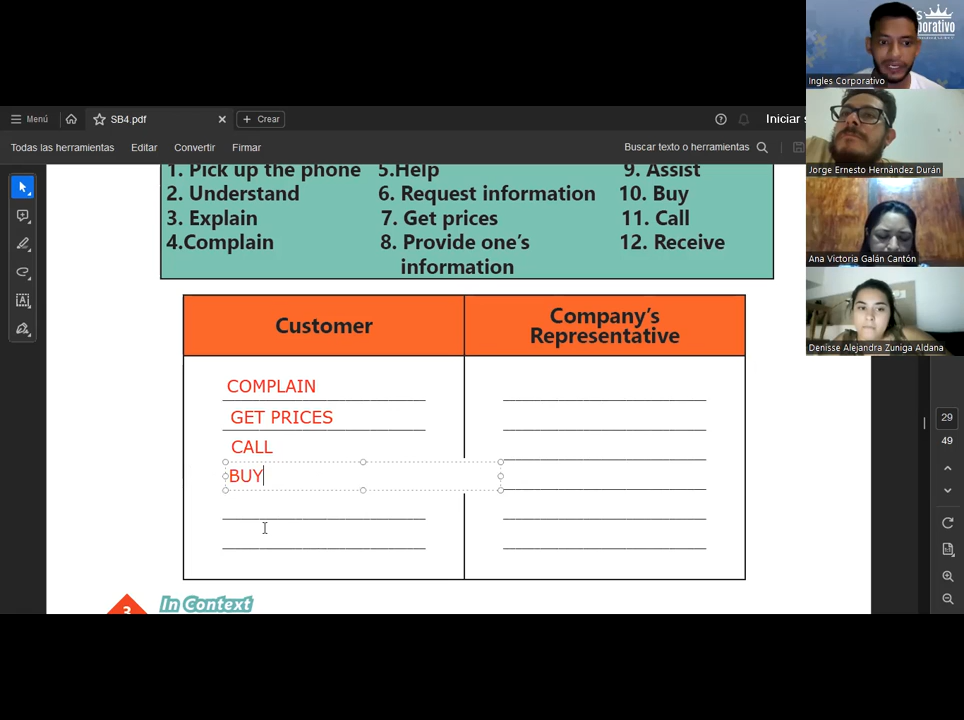 Menú
SB4.pdf
Crear
Iniciar s
Todas las herramientas
Editar
Convertir
Firmar
Buscar texto o herramientas
1. Pick up the phone 5.Help 9. Assist
2. Understand 6. Request information 10. Buy
3. Explain 7. Get prices 11. Call
4.Complain 8. Provide one's 12. Receive
information
Customer
Company's
Representative
COMPLAIN
GET PRICES
CALL
BUY
3
In Context
29
49
Ingles Corporativo
Jorge Ernesto Hernández Durán
Ana Victoria Galán Cantón
Denisse Alejandra Zuniga Aldana